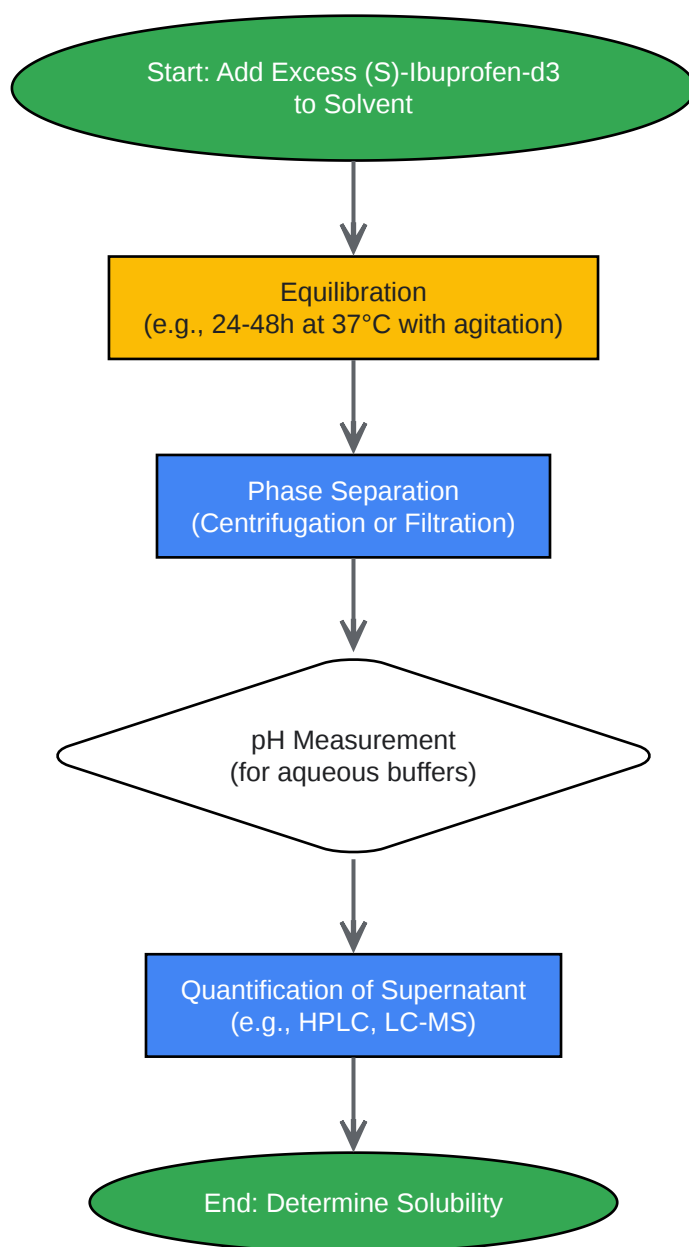 Start: Add Excess (S)-Ibuprofen-d3
to Solvent
Equilibration
(e.g., 24-48h at 37°C with agitation)
Phase Separation
(Centrifugation or Filtration)
pH Measurement
(for aqueous buffers)
Quantification of Supernatant
(e.g., HPLC, LC-MS)
End: Determine Solubility